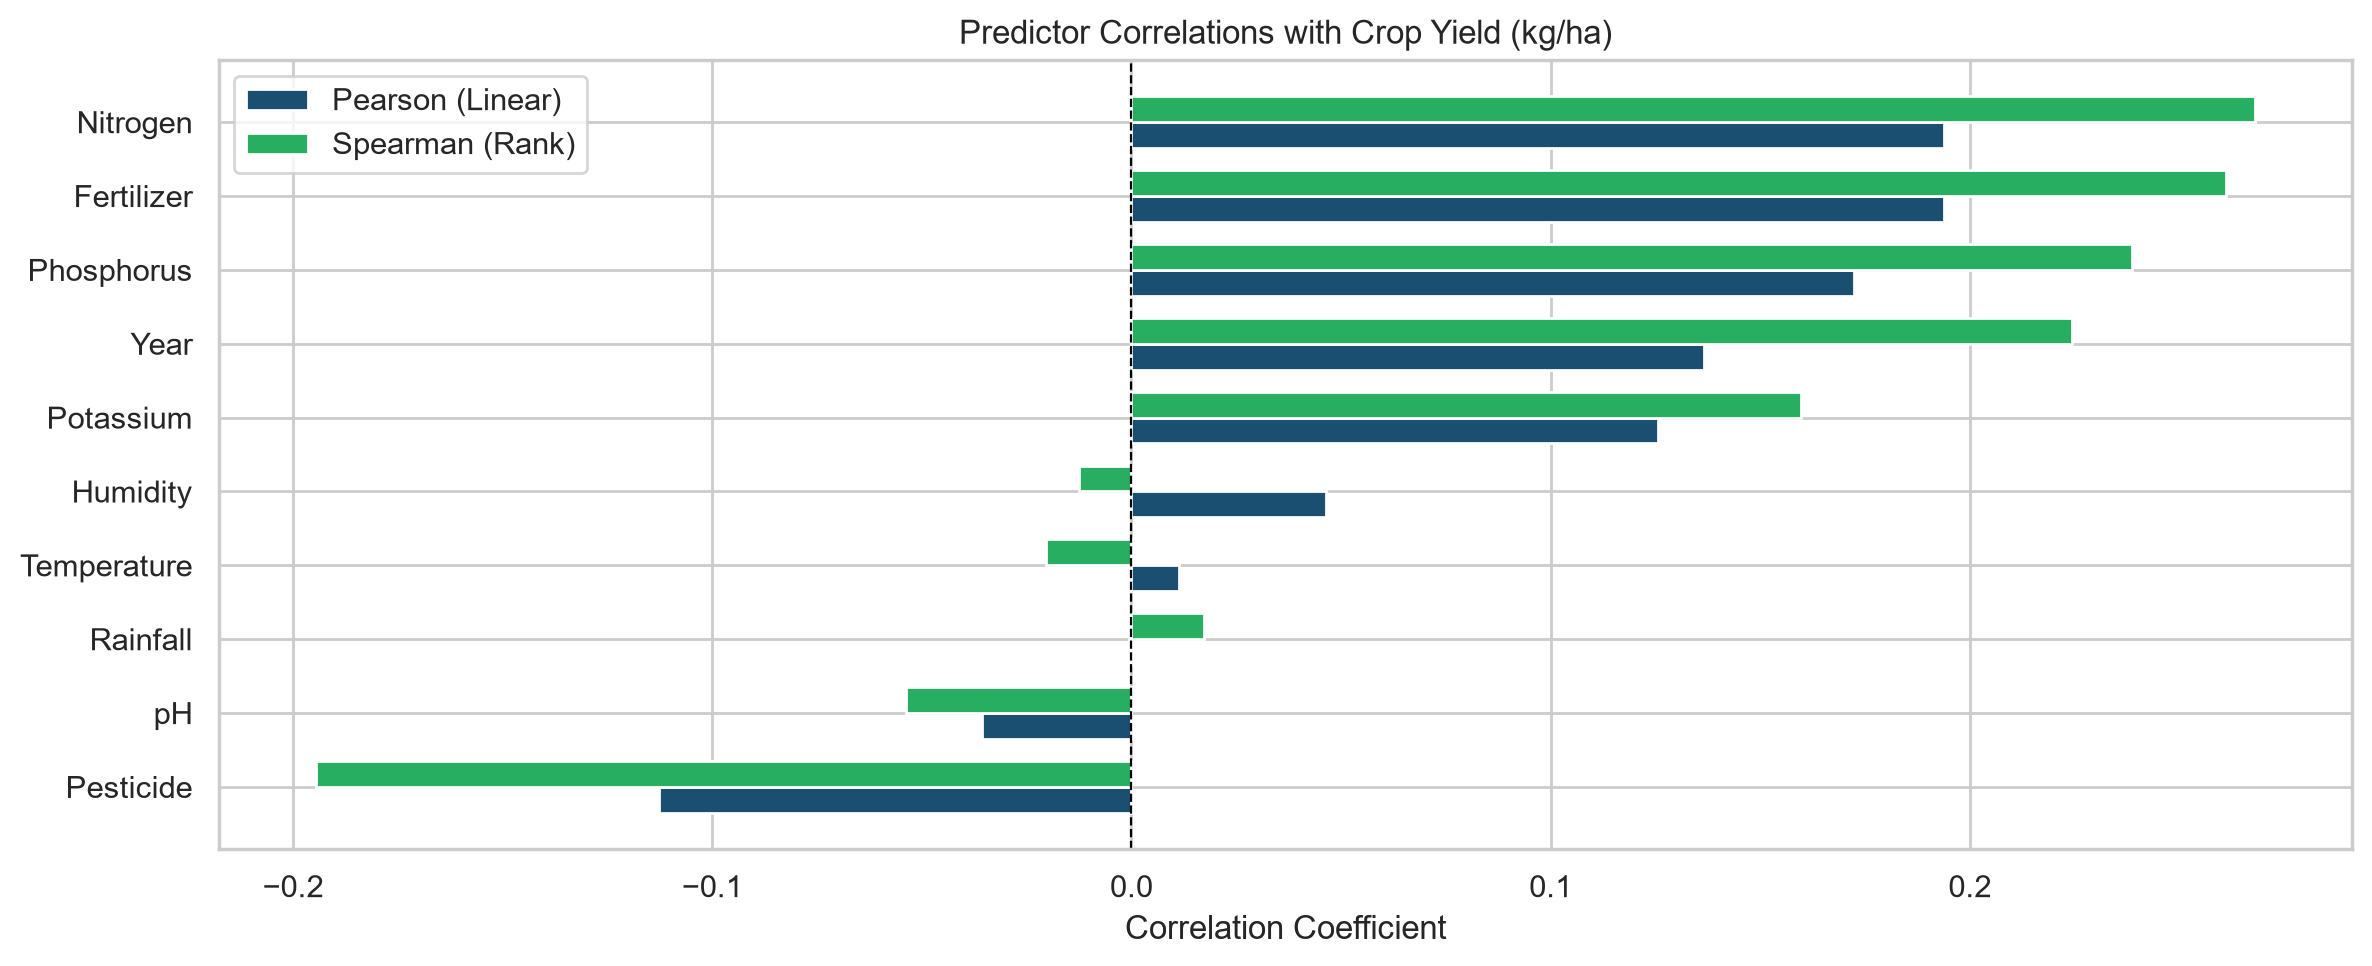 Predictor Correlations with Crop Yield (kg/ha)
Pearson (Linear)
Spearman (Rank)
Nitrogen
Fertilizer
Phosphorus
Year
Potassium
Humidity
Temperature
Rainfall
pH
Pesticide
−0.2
−0.1
0.0
0.1
0.2
Correlation Coefficient